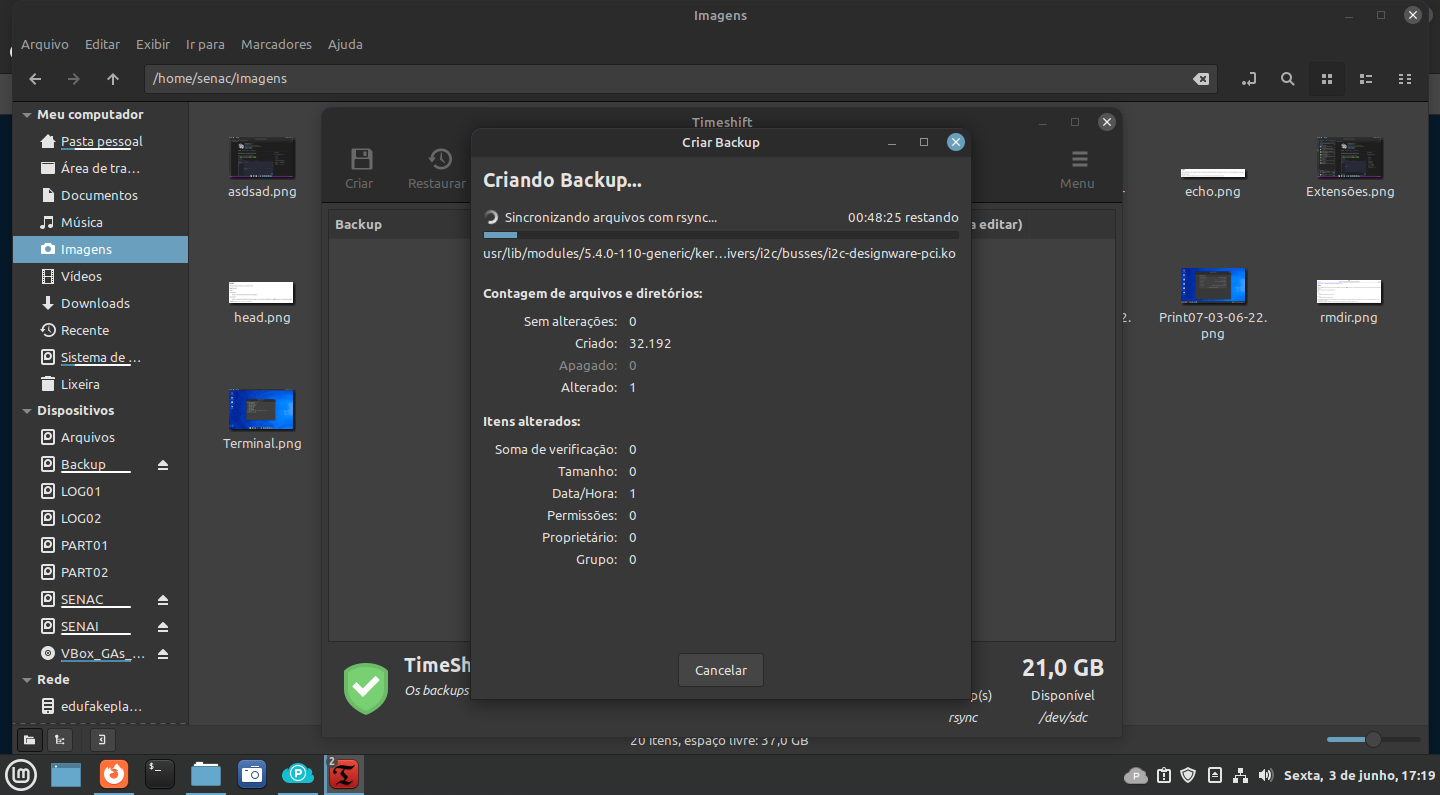 Imagens
Arquivo Editar Exibir Ir para Marcadores Ajuda
/home/senac/Imagens
Meu computador
Pasta pessoal
Área de tra...
Documentos
Música
Imagens
Vídeos
Downloads
Recente
Sistema de ...
Lixeira
Dispositivos
Arquivos
Backup
LOG01
LOG02
PART01
PART02
SENAC
SENAI
VBox_GAs_...
Rede
edufakepla...
asdsad.png
head.png
Terminal.png
echo.png
Extensões.png
2.
Print07-03-06-22.
png
rmdir.png
Timeshift
Criar
Restaurar
Menu
Backup
a editar)
Criar Backup
Criando Backup...
Sincronizando arquivos com rsync... 00:48:25 restando
usr/lib/modules/5.4.0-110-generic/ker...ivers/i2c/busses/i2c-designware-pci.ko
Contagem de arquivos e diretórios:
Sem alterações: 0
Criado: 32.192
Apagado: 0
Alterado: 1
Itens alterados:
Soma de verificação: 0
Tamanho: 0
Data/Hora: 1
Permissões: 0
Proprietário: 0
Grupo: 0
Cancelar
TimeSh
Os backups
p(s)
rsync
21,0 GB
Disponível
/dev/sdc
20 itens, espaço livre: 37,0 GB
2
Sexta, 3 de junho, 17:19